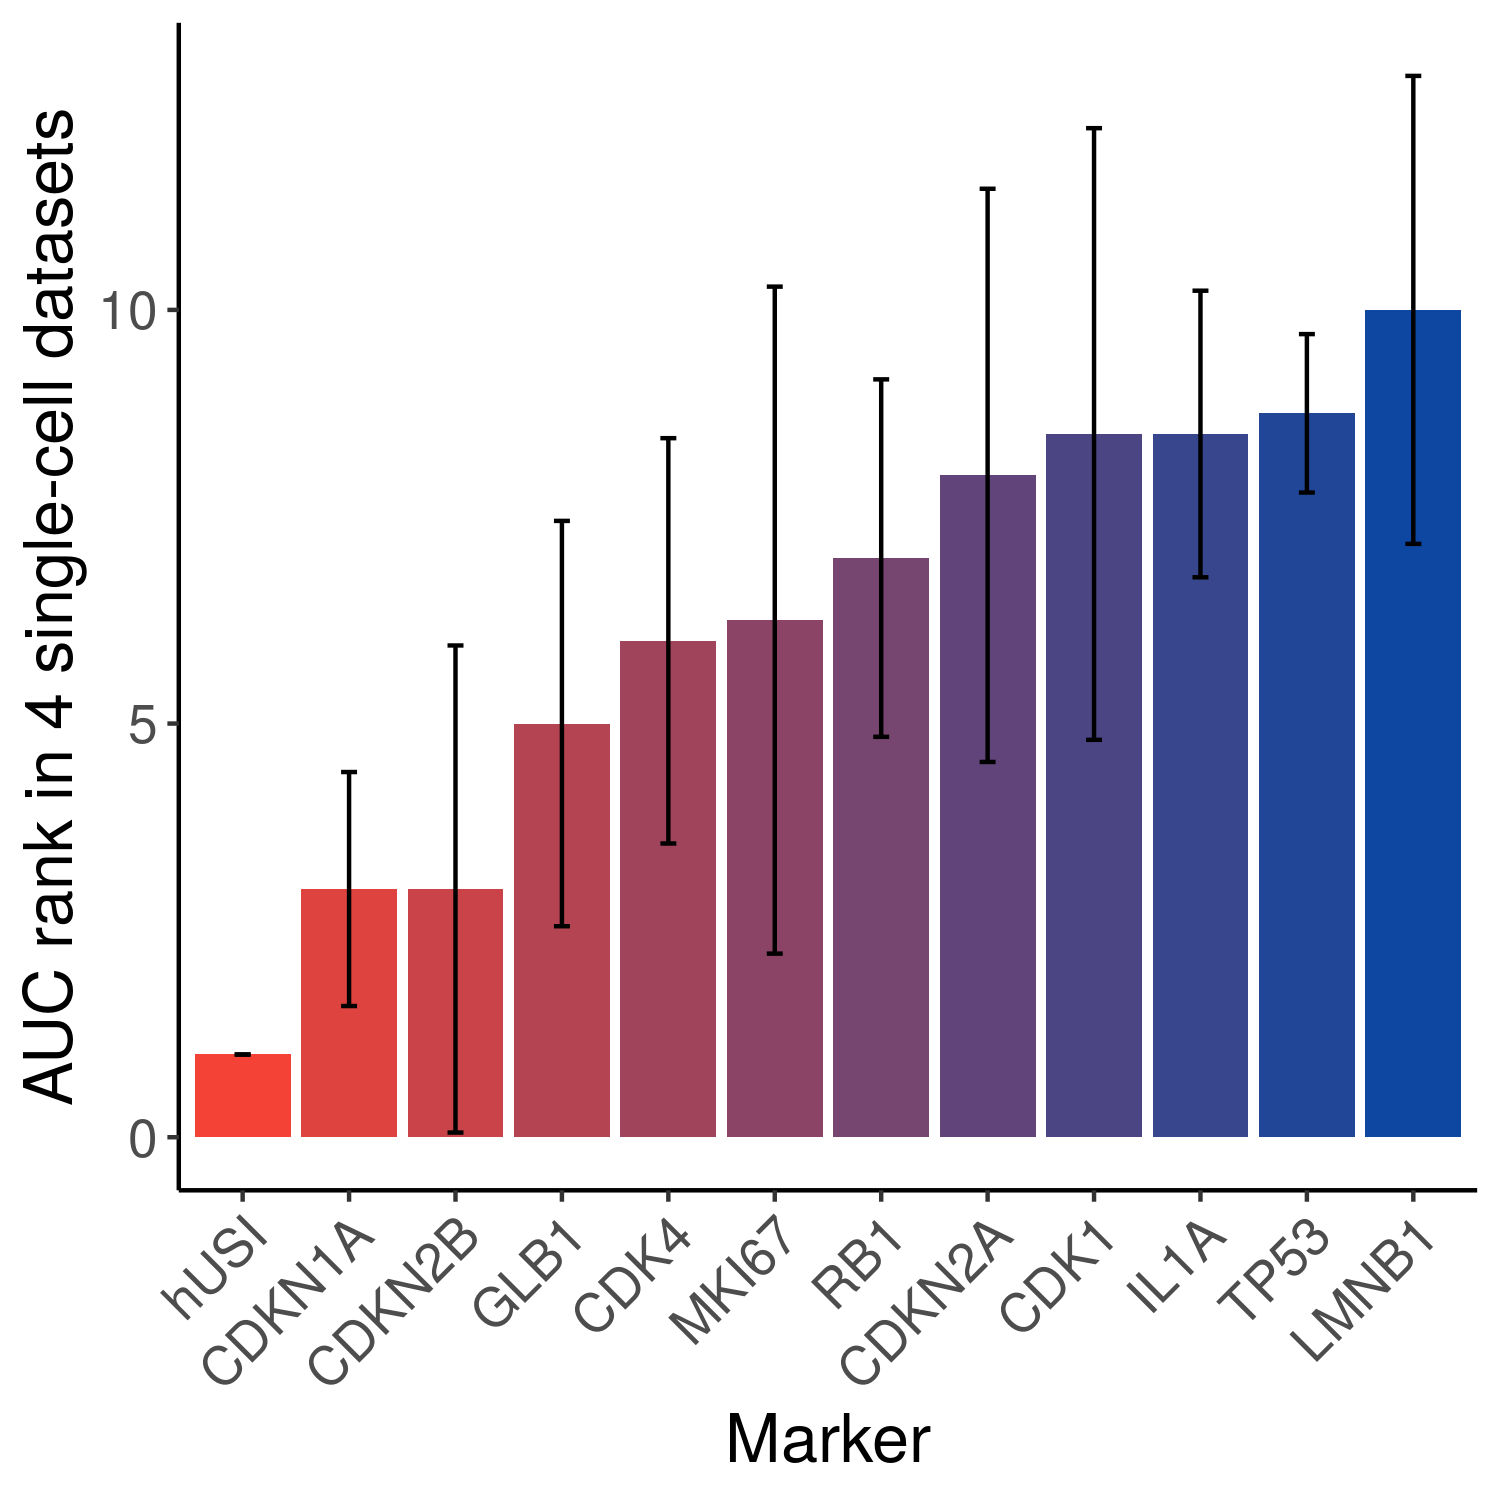 AUC rank in 4 single-cell datasets
10
5
0
hUSI
CDKN1A
CDKN2B
GLB1
CDK4
MKI67
RB1
CDKN2A
CDK1
IL1A
TP53
LMNB1
Marker